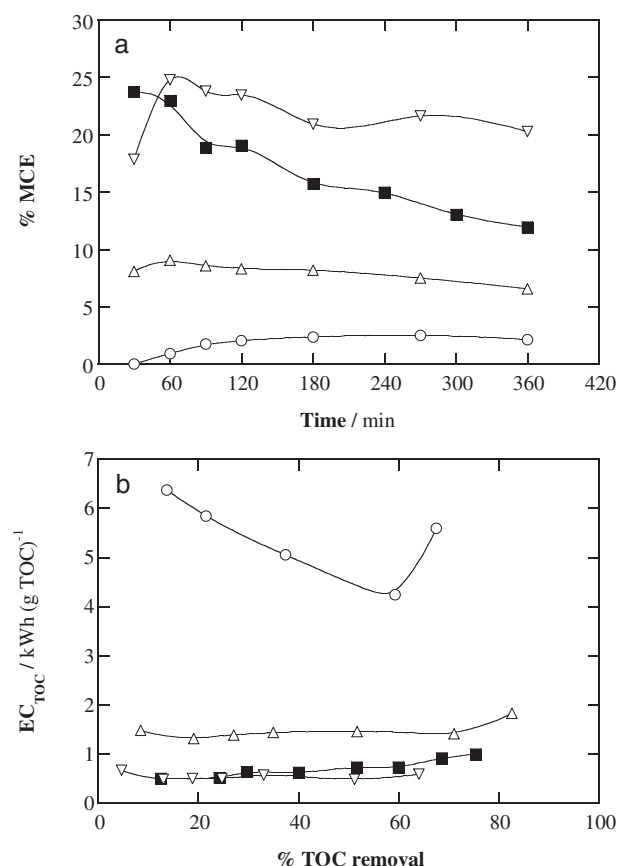 a
30
25
20
15
10
5
0
% MCE
0 60 120 180 240 300 360 420
Time / min
b
7
6
5
4
3
2
1
0
EC_TOC / kWh (g TOC)^-1
0 20 40 60 80 100
% TOC removal